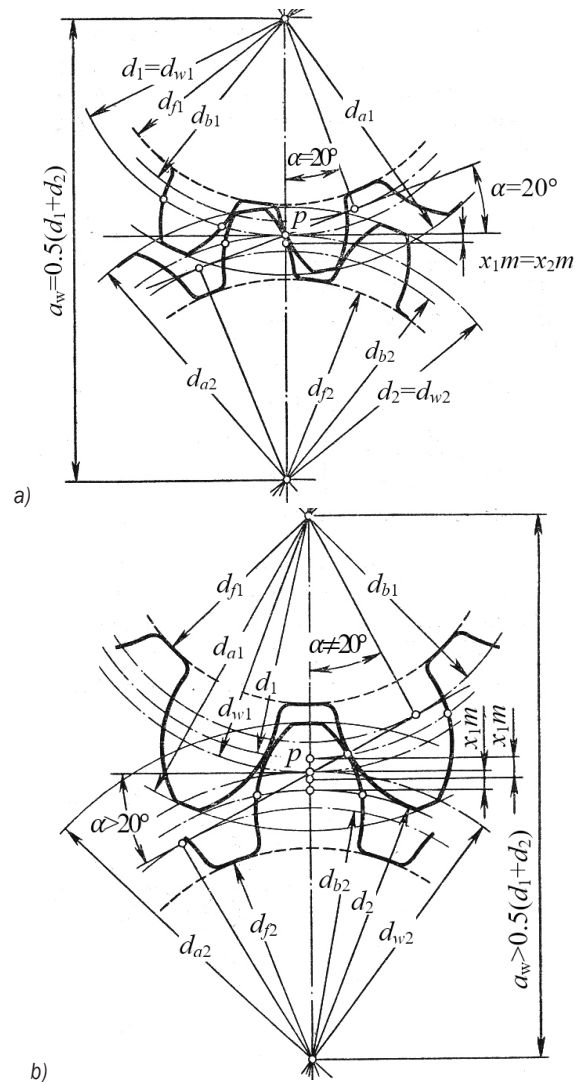 d₁=dw1
df1
db1
da1
α=20°
α=20°
p
x₁m=x₂m
aw=0.5(d₁+d₂)
da2
df2
db2
d₂=dw2
a)
df1
db1
da1
α≠20°
d₁
dw1
x₁m
x₁m
p
α>20°
db2
d₂
da2
df2
dw2
aw>0.5(d₁+d₂)
b)